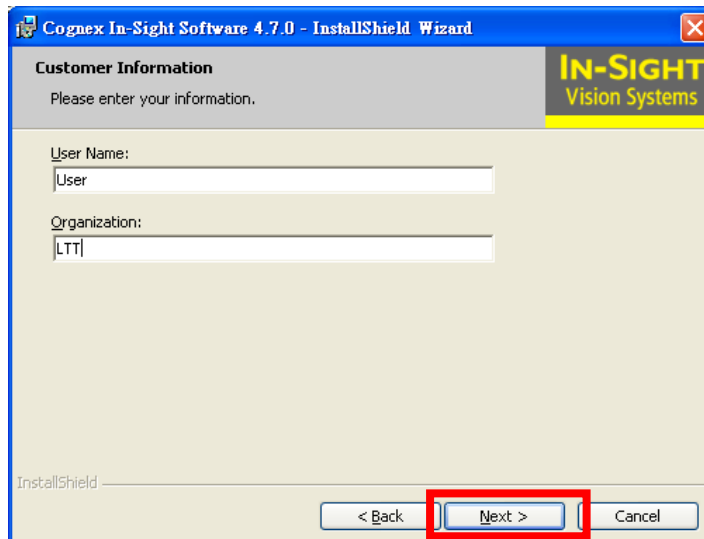 Cognex In-Sight Software 4.7.0 - InstallShield Wizard
Customer Information
Please enter your information.
IN-SIGHT
Vision Systems
User Name:
User
Organization:
LTT
InstallShield
< Back
Next >
Cancel